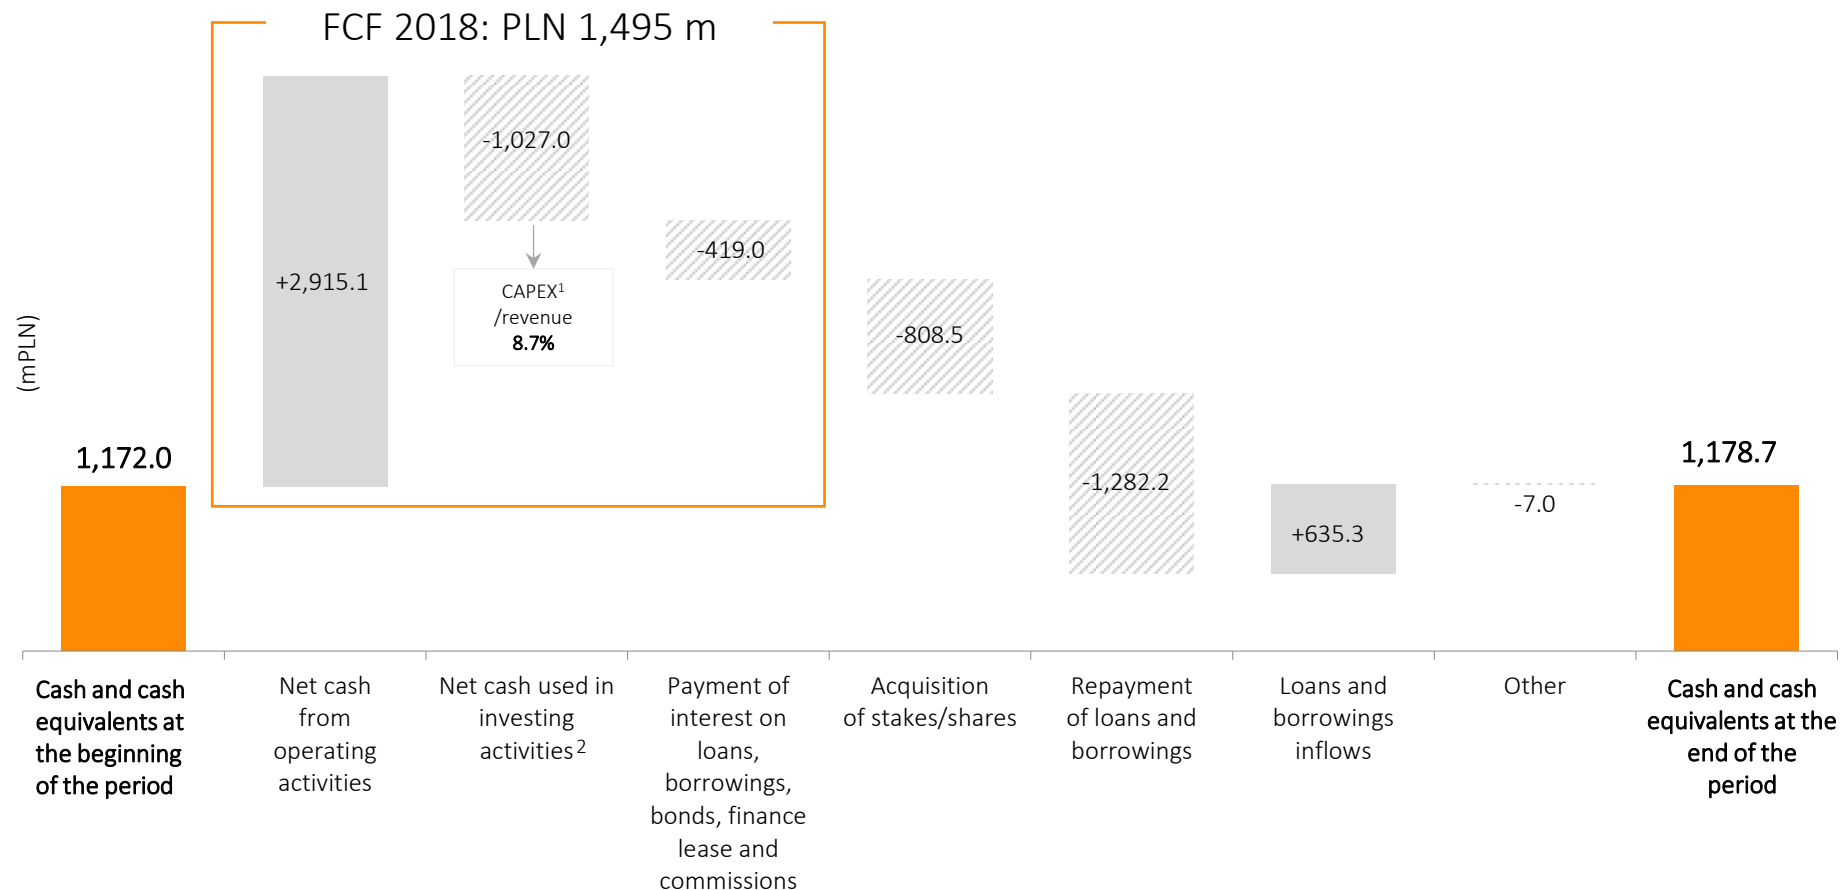 FCF 2018: PLN 1,495 m
(mPLN)
1,172.0
+2,915.1
-1,027.0
CAPEX¹
/revenue
8.7%
-419.0
-808.5
-1,282.2
+635.3
-7.0
1,178.7
Cash and cash
equivalents at
the beginning
of the period
Net cash
from
operating
activities
Net cash used in
investing
activities²
Payment of
interest on
loans,
borrowings,
bonds, finance
lease and
commissions
Acquisition
of stakes/shares
Repayment
of loans and
borrowings
Loans and
borrowings
inflows
Other
Cash and cash
equivalents at the
end of the
period